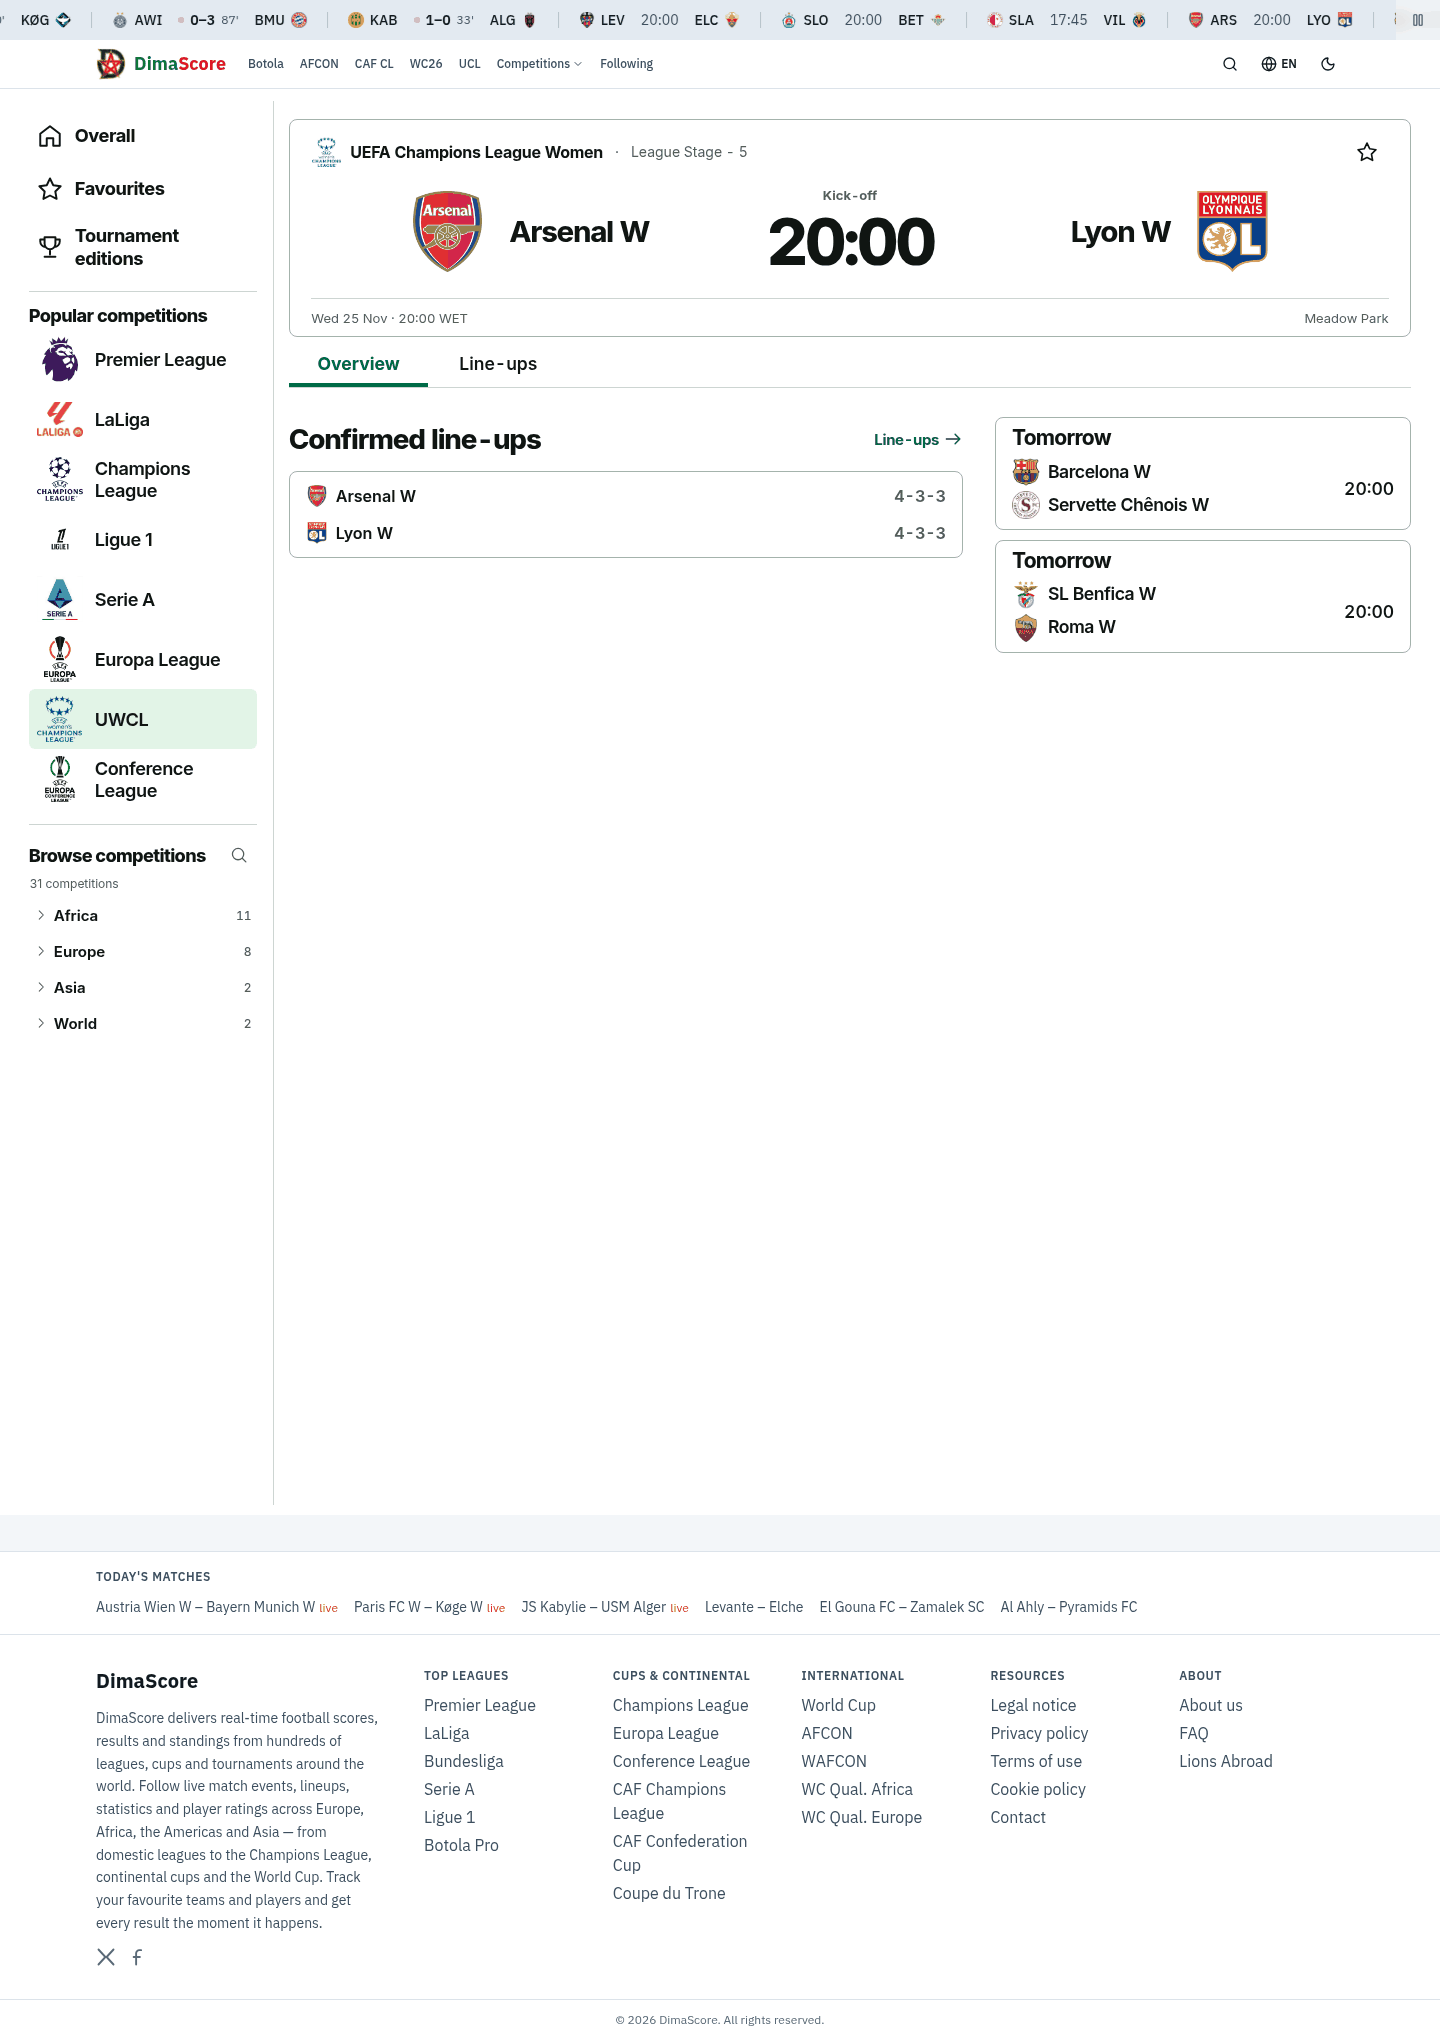 KØG
AWI 0–3 87' BMU
KAB 1–0 33' ALG
LEV 20:00 ELC
SLO 20:00 BET
SLA 17:45 VIL
ARS 20:00 LYO
DimaScore
Botola AFCON CAF CL WC26 UCL Competitions Following
EN
Overall
Favourites
Tournament
editions
Popular competitions
Premier League
LaLiga
Champions
League
Ligue 1
Serie A
Europa League
UWCL
Conference
League
Browse competitions
31 competitions
Africa 11
Europe 8
Asia 2
World 2
UEFA Champions League Women · League Stage - 5
Kick-off
Arsenal W 20:00 Lyon W
Wed 25 Nov · 20:00 WET Meadow Park
Overview Line-ups
Confirmed line-ups Line-ups
Arsenal W 4-3-3
Lyon W 4-3-3
Tomorrow
Barcelona W
Servette Chênois W
20:00
Tomorrow
SL Benfica W
Roma W
20:00
TODAY'S MATCHES
Austria Wien W – Bayern Munich W live Paris FC W – Køge W live JS Kabylie – USM Alger live Levante – Elche El Gouna FC – Zamalek SC Al Ahly – Pyramids FC
DimaScore
DimaScore delivers real-time football scores,
results and standings from hundreds of
leagues, cups and tournaments around the
world. Follow live match events, lineups,
statistics and player ratings across Europe,
Africa, the Americas and Asia — from
domestic leagues to the Champions League,
continental cups and the World Cup. Track
your favourite teams and players and get
every result the moment it happens.
TOP LEAGUES
Premier League
LaLiga
Bundesliga
Serie A
Ligue 1
Botola Pro
CUPS & CONTINENTAL
Champions League
Europa League
Conference League
CAF Champions
League
CAF Confederation
Cup
Coupe du Trone
INTERNATIONAL
World Cup
AFCON
WAFCON
WC Qual. Africa
WC Qual. Europe
RESOURCES
Legal notice
Privacy policy
Terms of use
Cookie policy
Contact
ABOUT
About us
FAQ
Lions Abroad
© 2026 DimaScore. All rights reserved.